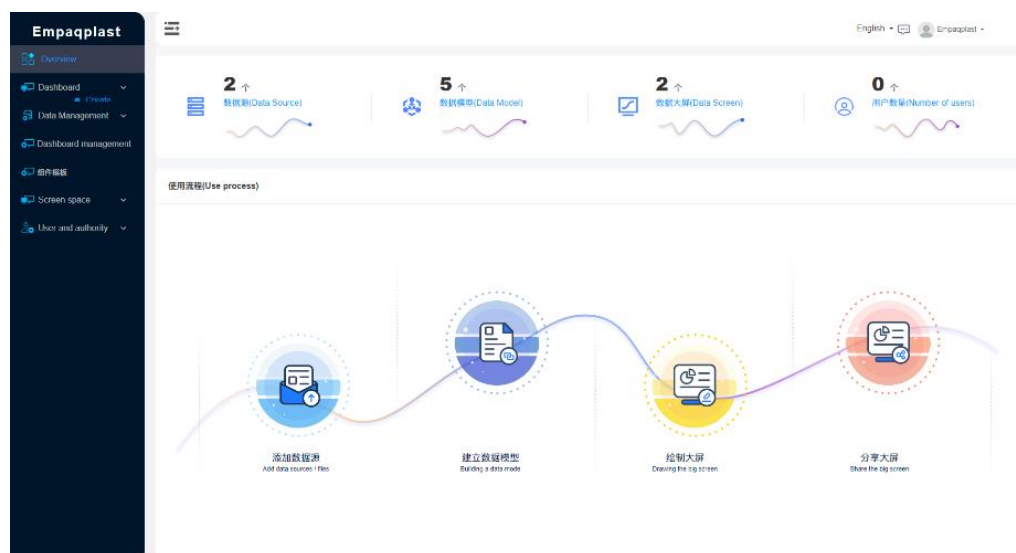 Empaqplast
English
Empaqplast
Overview
Dashboard
Create
Data Management
Dashboard management
组件模板
Screen space
User and authority
2 个
数据源(Data Source)
5 个
数据模型(Data Model)
2 个
数据大屏(Data Screen)
0 个
用户数量(Number of users)
使用流程(Use process)
添加数据源
Add data sources / files
建立数据模型
Building a data mode
绘制大屏
Drawing the big screen
分享大屏
Share the big screen